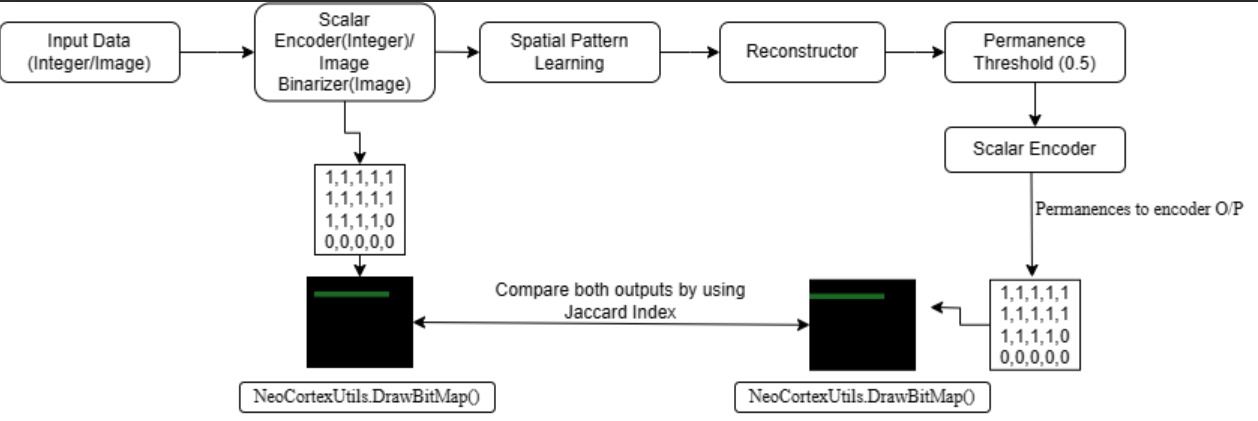 Input Data
(Integer/Image)
Scalar
Encoder(Integer)/
Image
Binarizer(Image)
Spatial Pattern
Learning
Reconstructor
Permanence
Threshold (0.5)
Scalar Encoder
Permanences to encoder O/P
1,1,1,1,1
1,1,1,1,1
1,1,1,1,0
0,0,0,0,0
Compare both outputs by using
Jaccard Index
1,1,1,1,1
1,1,1,1,1
1,1,1,1,0
0,0,0,0,0
NeoCortexUtils.DrawBitMap()
NeoCortexUtils.DrawBitMap()